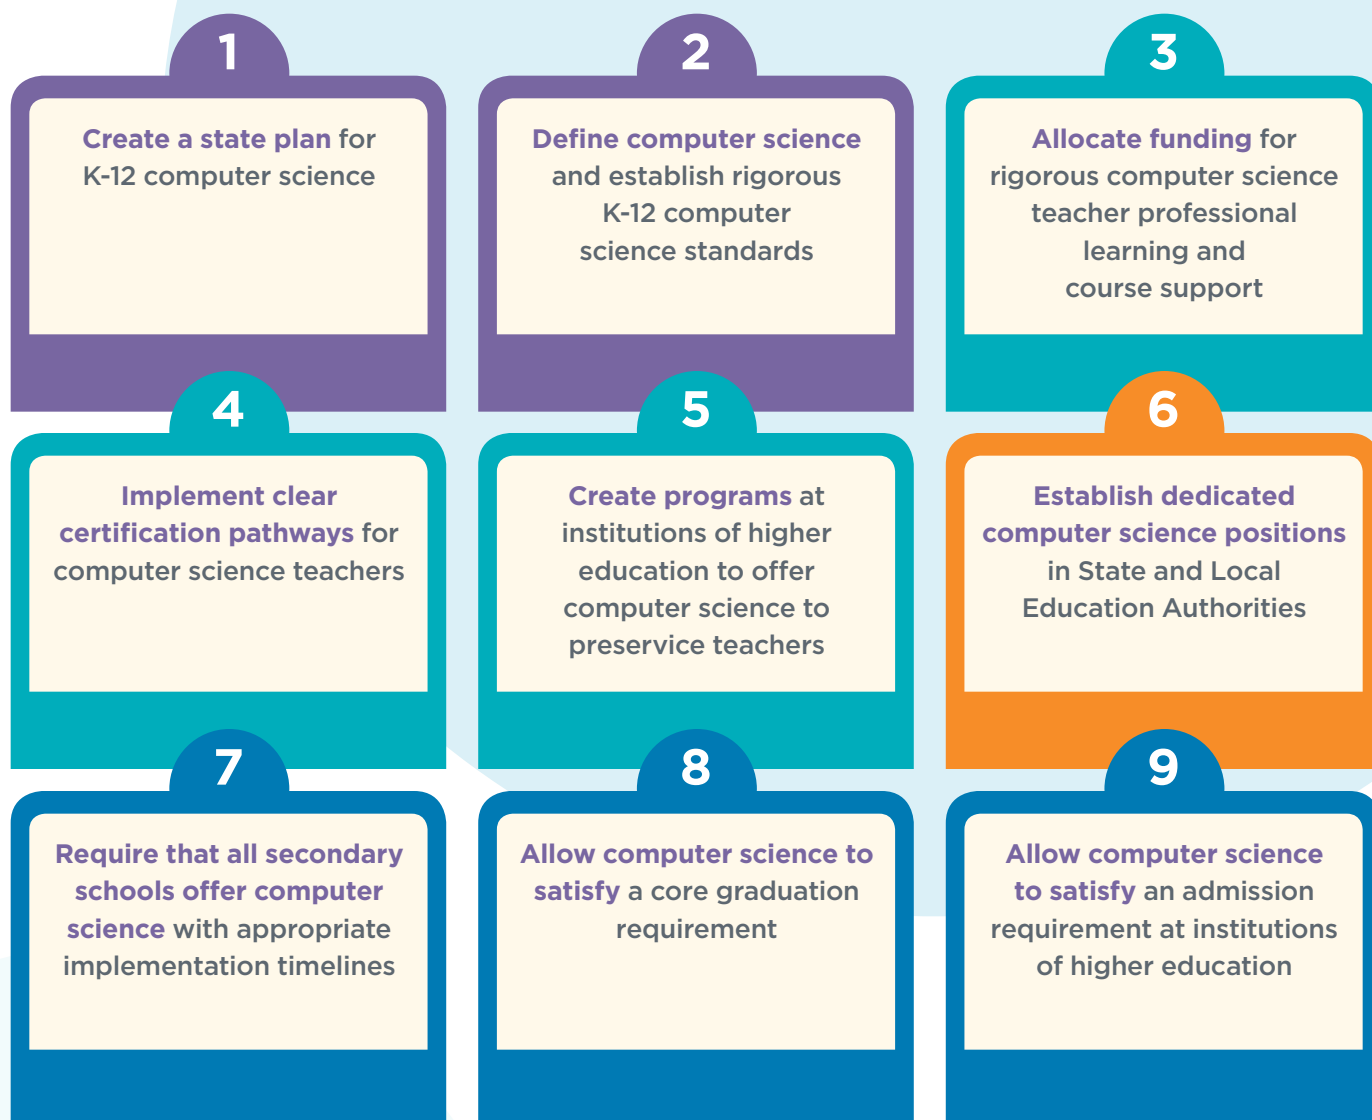 1
Create a state plan for
K-12 computer science
2
Define computer science
and establish rigorous
K-12 computer
science standards
3
Allocate funding for
rigorous computer science
teacher professional
learning and
course support
4
Implement clear
certification pathways for
computer science teachers
5
Create programs at
institutions of higher
education to offer
computer science to
preservice teachers
6
Establish dedicated
computer science positions
in State and Local
Education Authorities
7
Require that all secondary
schools offer computer
science with appropriate
implementation timelines
8
Allow computer science to
satisfy a core graduation
requirement
9
Allow computer science
to satisfy an admission
requirement at institutions
of higher education